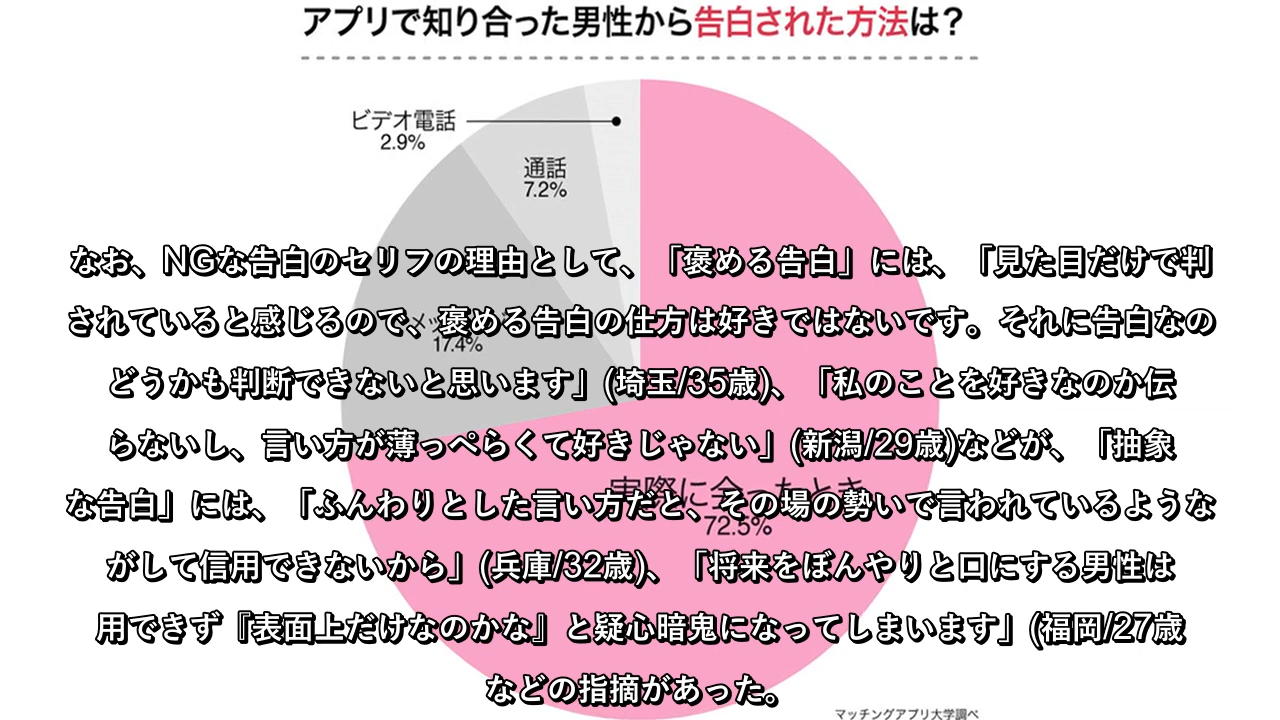 アプリで知り合った男性から告白された方法は？
ビデオ電話
2.9%
通話
7.2%
なお、NGな告白のセリフの理由として、「褒める告白」には、「見た目だけで判
されていると感じるので、褒める告白の仕方は好きではないです。それに告白なの
17.4%
どうかも判断できないと思います」(埼玉/35歳)、「私のことを好きなのか伝
らないし、言い方が薄っぺらくて好きじゃない」(新潟/29歳)などが、「抽象
実際に会ったとき
な告白」には、「ふんわりとした言い方だと、その場の勢いで言われているような
72.5%
がして信用できないから」(兵庫/32歳)、「将来をぼんやりと口にする男性は
用できず『表面上だけなのかな』と疑心暗鬼になってしまいます」(福岡/27歳
などの指摘があった。
マッチングアプリ大学調べ